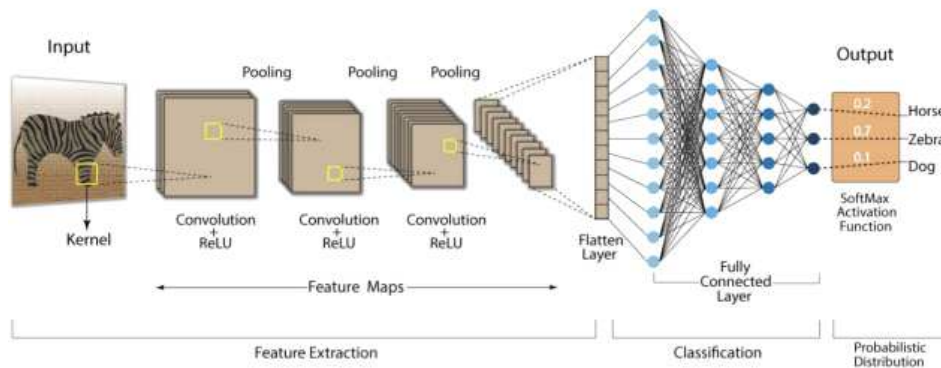 Input
Output
Pooling
Pooling
Pooling
0.2
Horse
0.7
Zebra
0.1
Dog
SoftMax
Activation
Function
Kernel
Convolution
+
ReLU
Convolution
+
ReLU
Convolution
+
ReLU
Flatten
Layer
Fully
Connected
Layer
Feature Maps
Feature Extraction
Classification
Probabilistic
Distribution